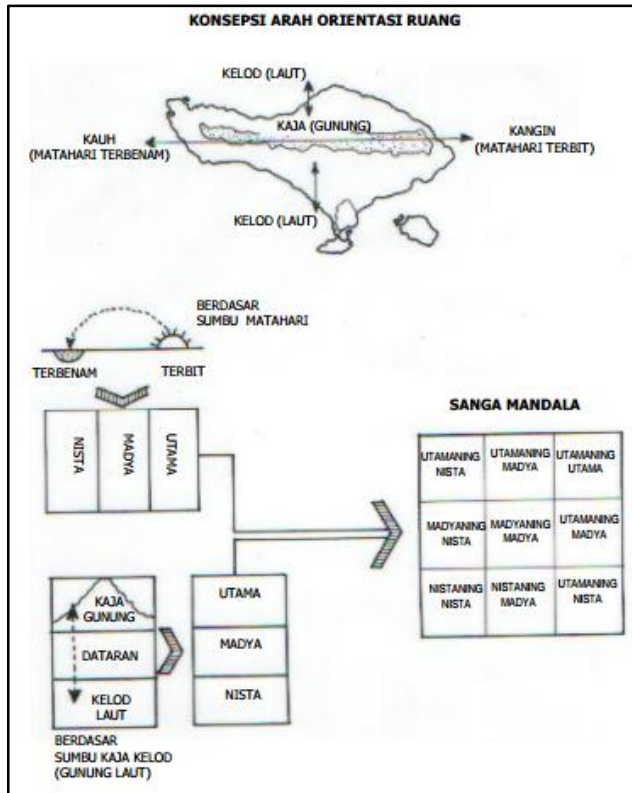 KONSEPSI ARAH ORIENTASI RUANG
KELOD (LAUT)
KAJA (GUNUNG)
KAUH
(MATAHARI TERBENAM)
KANGIN
(MATAHARI TERBIT)
KELOD (LAUT)
BERDASAR
SUMBU MATAHARI
TERBENAM
TERBIT
NISTA
MADYA
UTAMA
SANGA MANDALA
UTAMANING
NISTA
UTAMANING
MADYA
UTAMANING
UTAMA
MADYANING
NISTA
MADYANING
MADYA
UTAMANING
MADYA
NISTANING
NISTA
NISTANING
MADYA
UTAMANING
NISTA
KAJA
GUNUNG
DATARAN
KELOD
LAUT
UTAMA
MADYA
NISTA
BERDASAR
SUMBU KAJA KELOD
(GUNUNG LAUT)